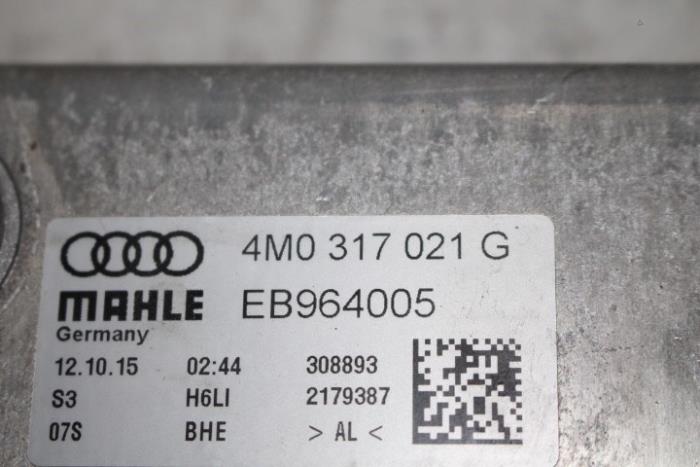 4M0 317 021 G
MAHLE EB964005
Germany
12.10.15 02:44 308893
S3 H6LI 2179387
07S BHE > AL <